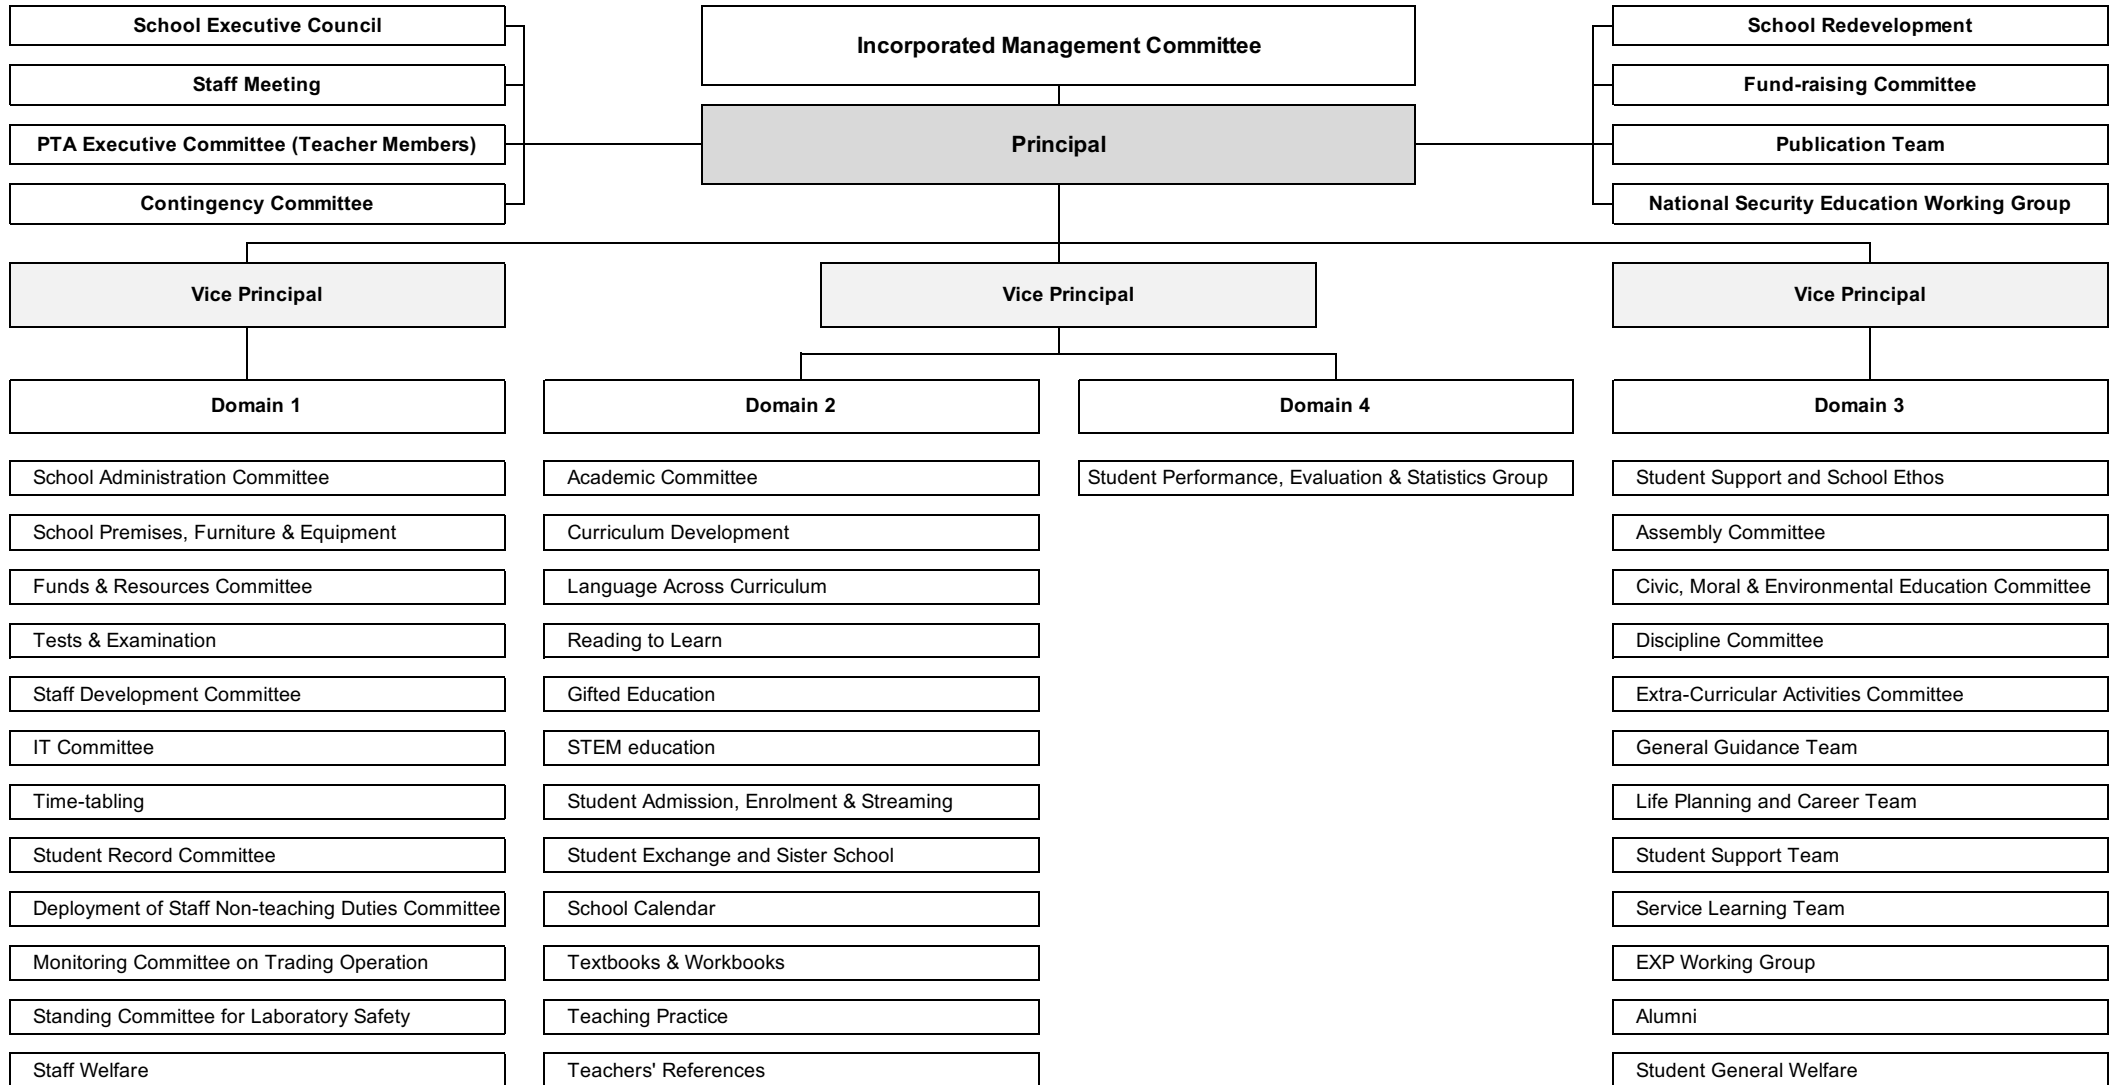 School Executive Council
Staff Meeting
PTA Executive Committee (Teacher Members)
Contingency Committee
Incorporated Management Committee
Principal
School Redevelopment
Fund-raising Committee
Publication Team
National Security Education Working Group
Vice Principal
Vice Principal
Vice Principal
Domain 1
School Administration Committee
School Premises, Furniture & Equipment
Funds & Resources Committee
Tests & Examination
Staff Development Committee
IT Committee
Time-tabling
Student Record Committee
Deployment of Staff Non-teaching Duties Committee
Monitoring Committee on Trading Operation
Standing Committee for Laboratory Safety
Staff Welfare
Domain 2
Academic Committee
Curriculum Development
Language Across Curriculum
Reading to Learn
Gifted Education
STEM education
Student Admission, Enrolment & Streaming
Student Exchange and Sister School
School Calendar
Textbooks & Workbooks
Teaching Practice
Teachers' References
Domain 4
Student Performance, Evaluation & Statistics Group
Domain 3
Student Support and School Ethos
Assembly Committee
Civic, Moral & Environmental Education Committee
Discipline Committee
Extra-Curricular Activities Committee
General Guidance Team
Life Planning and Career Team
Student Support Team
Service Learning Team
EXP Working Group
Alumni
Student General Welfare